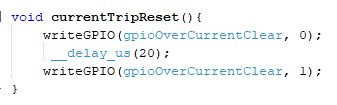 void currentTripReset(){
writeGPIO(gpioOverCurrentClear, 0);
__delay_us(20);
writeGPIO(gpioOverCurrentClear, 1);
}